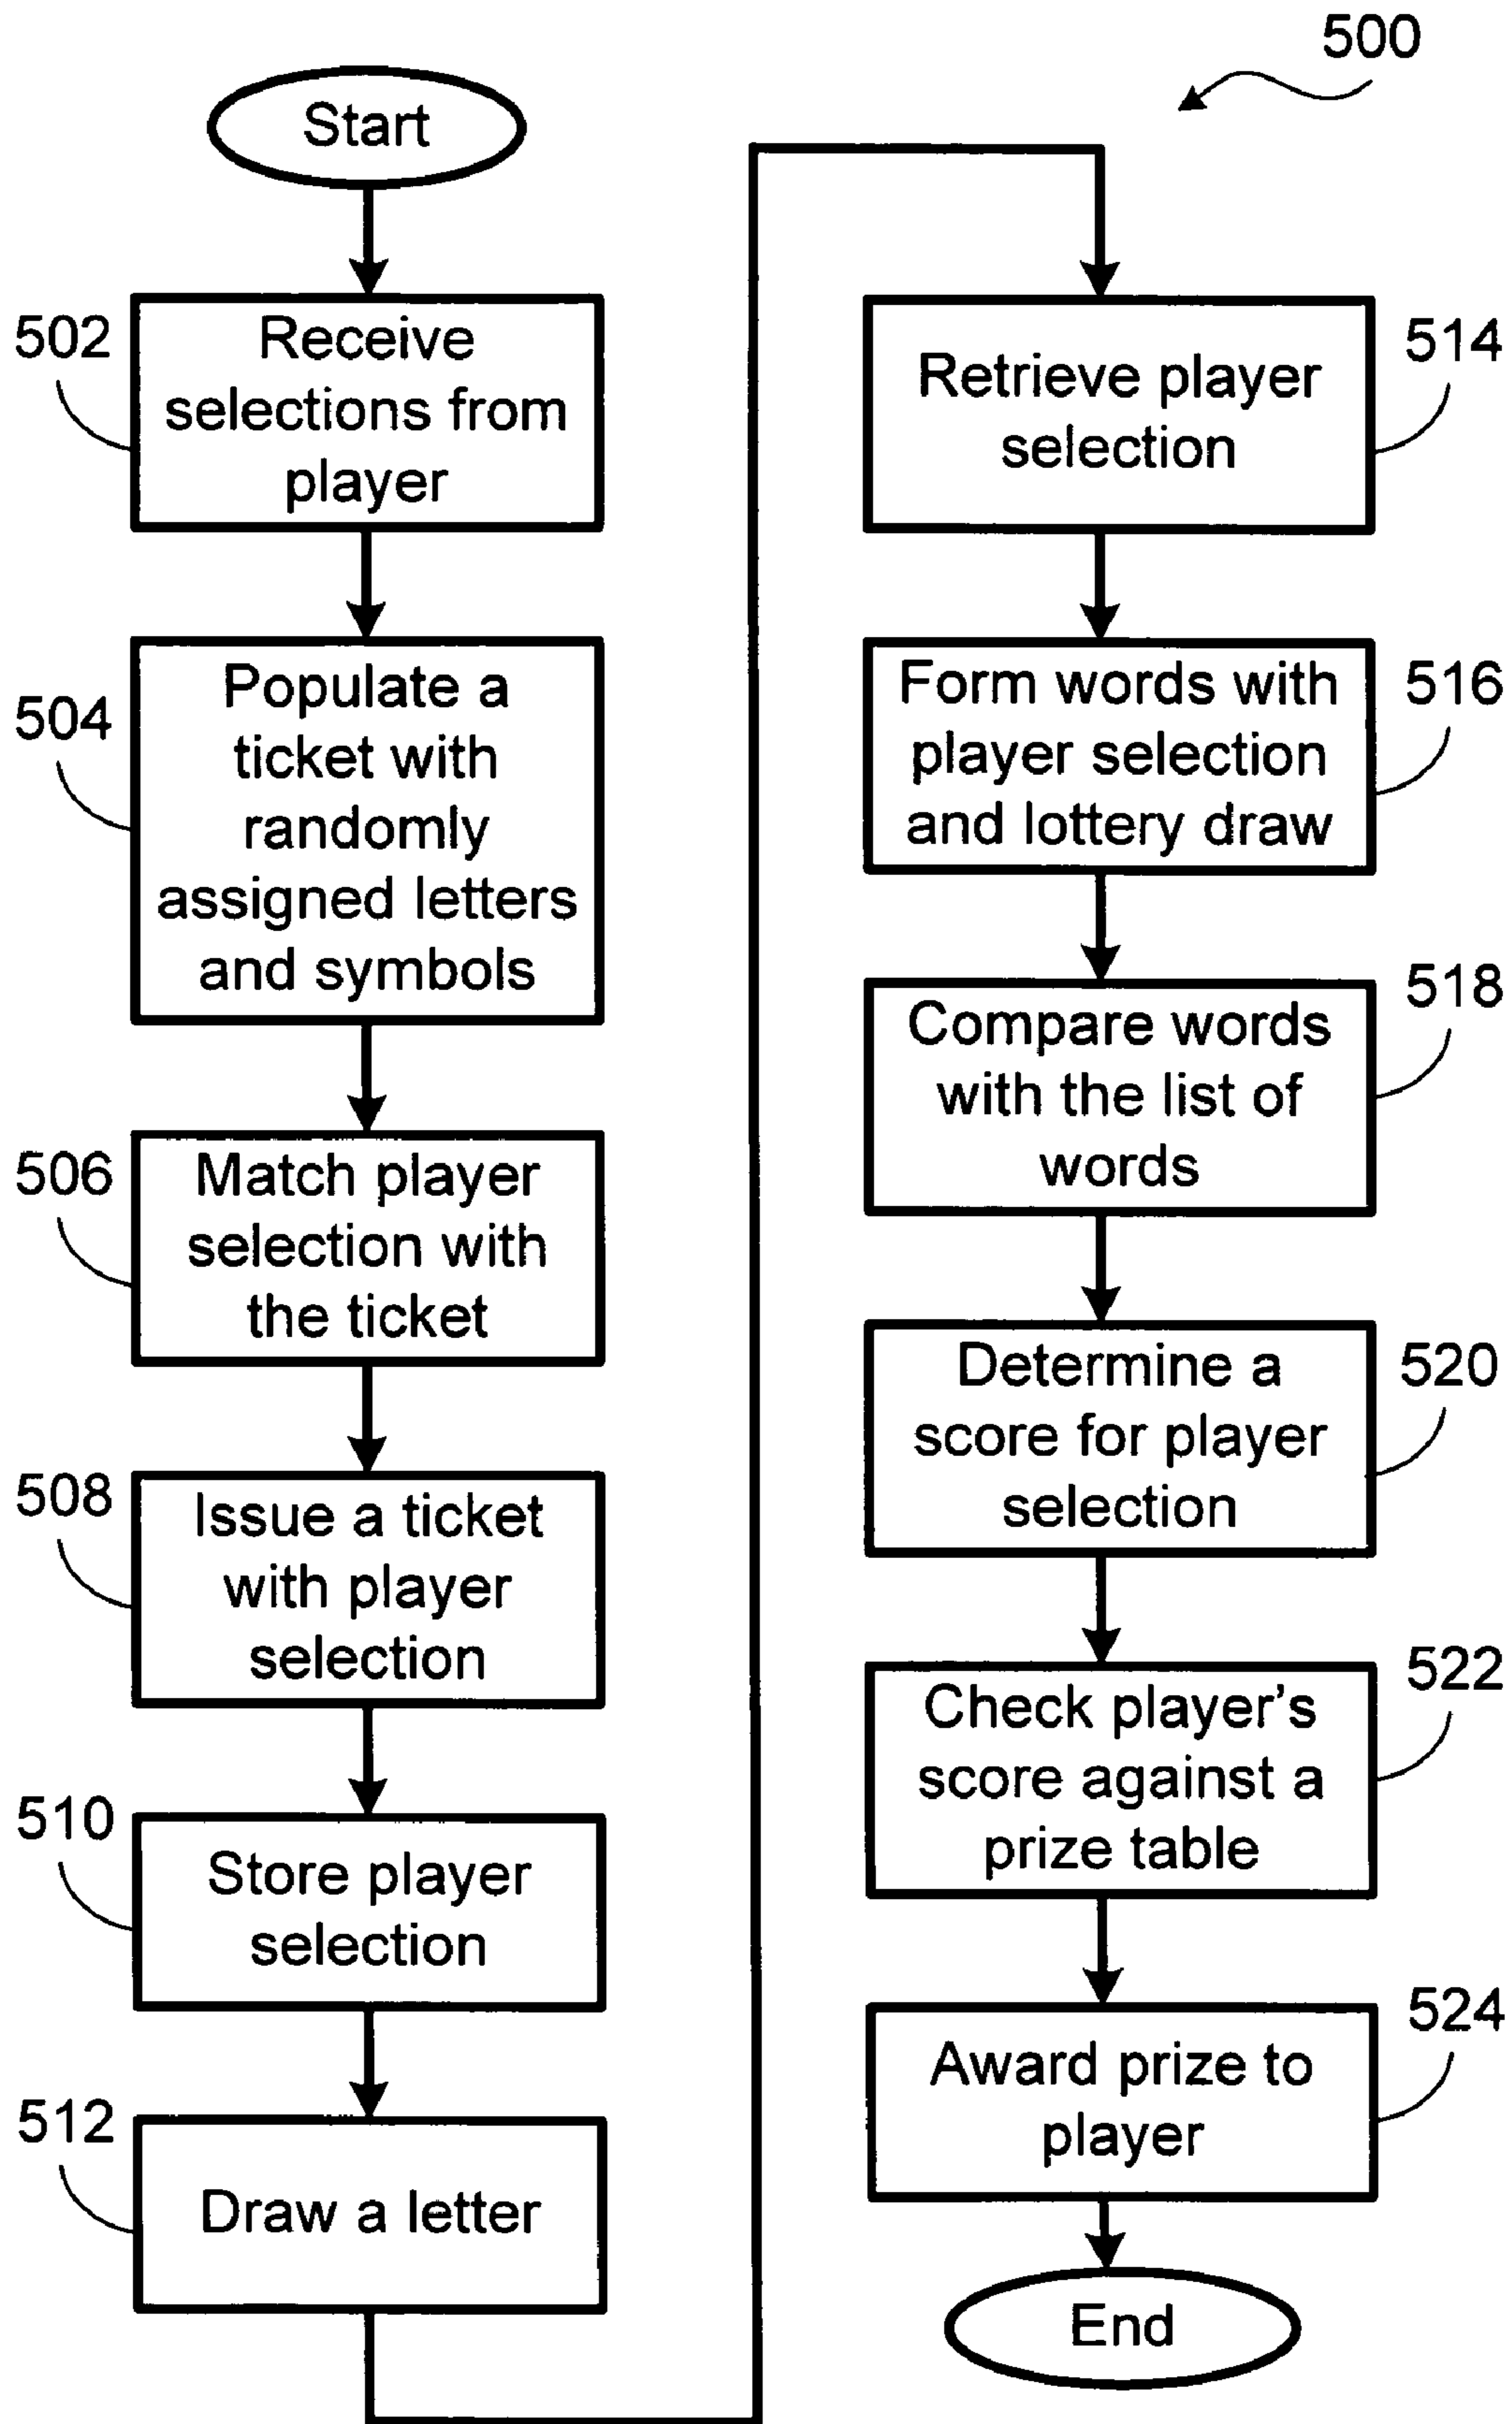 500
Start
502
Receive
selections from
player
504
Populate a
ticket with
randomly
assigned letters
and symbols
506
Match player
selection with
the ticket
508
Issue a ticket
with player
selection
510
Store player
selection
512
Draw a letter
514
Retrieve player
selection
516
Form words with
player selection
and lottery draw
518
Compare words
with the list of
words
520
Determine a
score for player
selection
522
Check player's
score against a
prize table
524
Award prize to
player
End